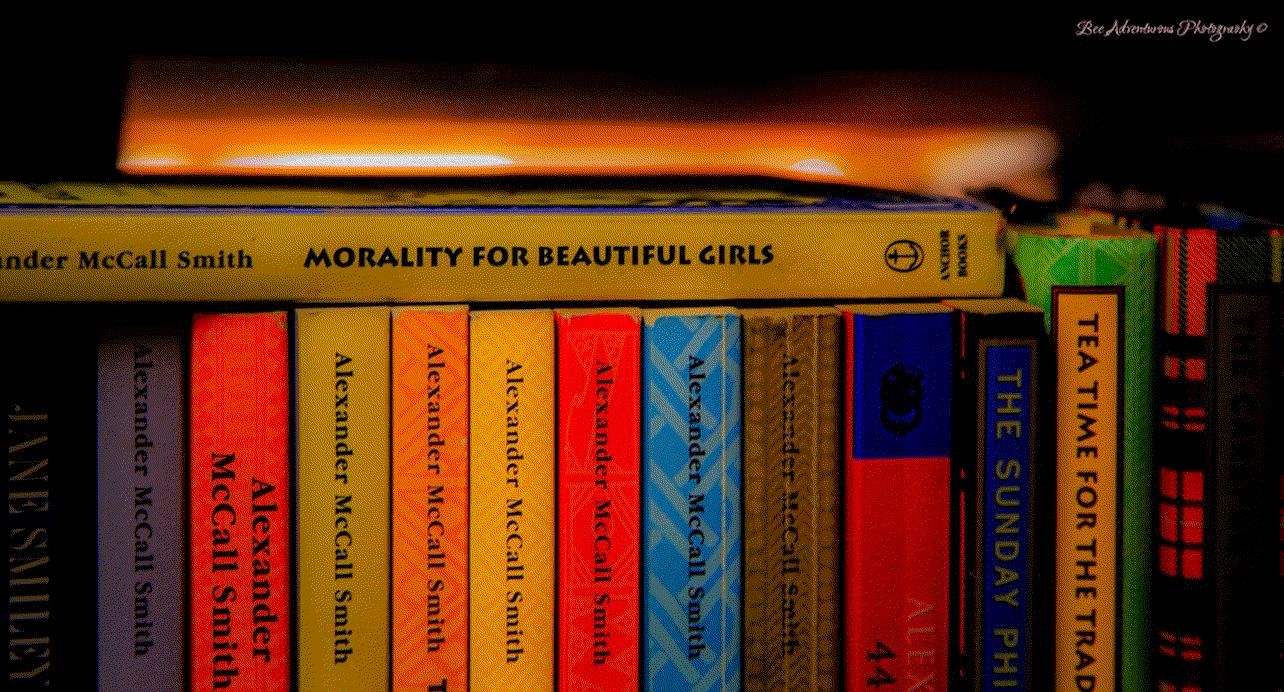 Bee Adventurous Photography ©
ander McCall Smith MORALITY FOR BEAUTIFUL GIRLS ANCHOR BOOKS
JANE SMILEY
Alexander McCall Smith
Alexander
McCall Smith
Alexander McCall Smith
Alexander McCall Smith T
Alexander McCall Smith
Alexander McCall Smith
Alexander McCall Smith
Alexander McCall Smith
ALEX
44
THE SUNDAY PHI
TEA TIME FOR THE TRAD